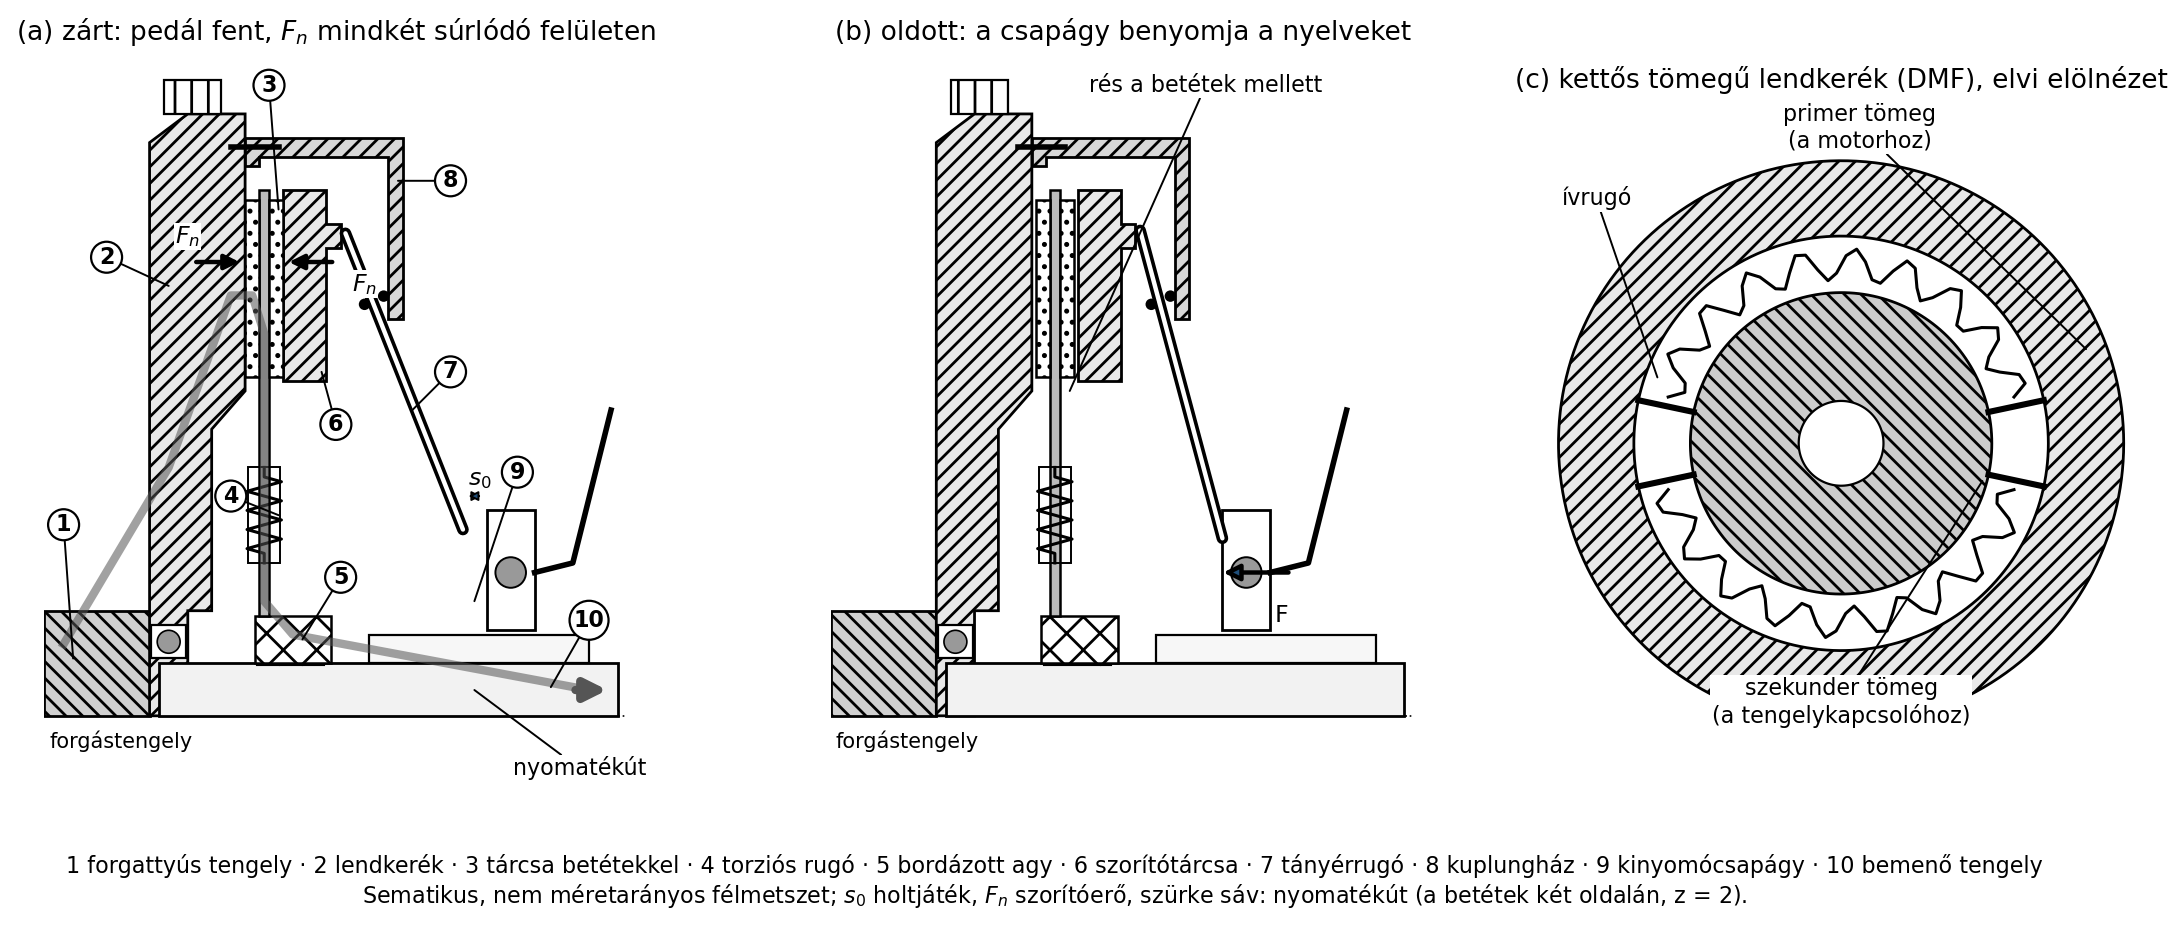 (a) zárt: pedál fent, Fₙ mindkét súrlódó felületen
3
8
Fₙ
2
Fₙ
7
6
s₀
9
4
1
5
10
forgástengely
nyomatékút
(b) oldott: a csapágy benyomja a nyelveket
rés a betétek mellett
F
forgástengely
(c) kettős tömegű lendkerék (DMF), elvi elölnézet
primer tömeg
(a motorhoz)
ívrugó
szekunder tömeg
(a tengelykapcsolóhoz)
1 forgattyús tengely · 2 lendkerék · 3 tárcsa betétekkel · 4 torziós rugó · 5 bordázott agy · 6 szorítótárcsa · 7 tányérrugó · 8 kuplungház · 9 kinyomócsapágy · 10 bemenő tengely
Sematikus, nem méretarányos félmetszet; s₀ holtjáték, Fₙ szorítóerő, szürke sáv: nyomatékút (a betétek két oldalán, z = 2).